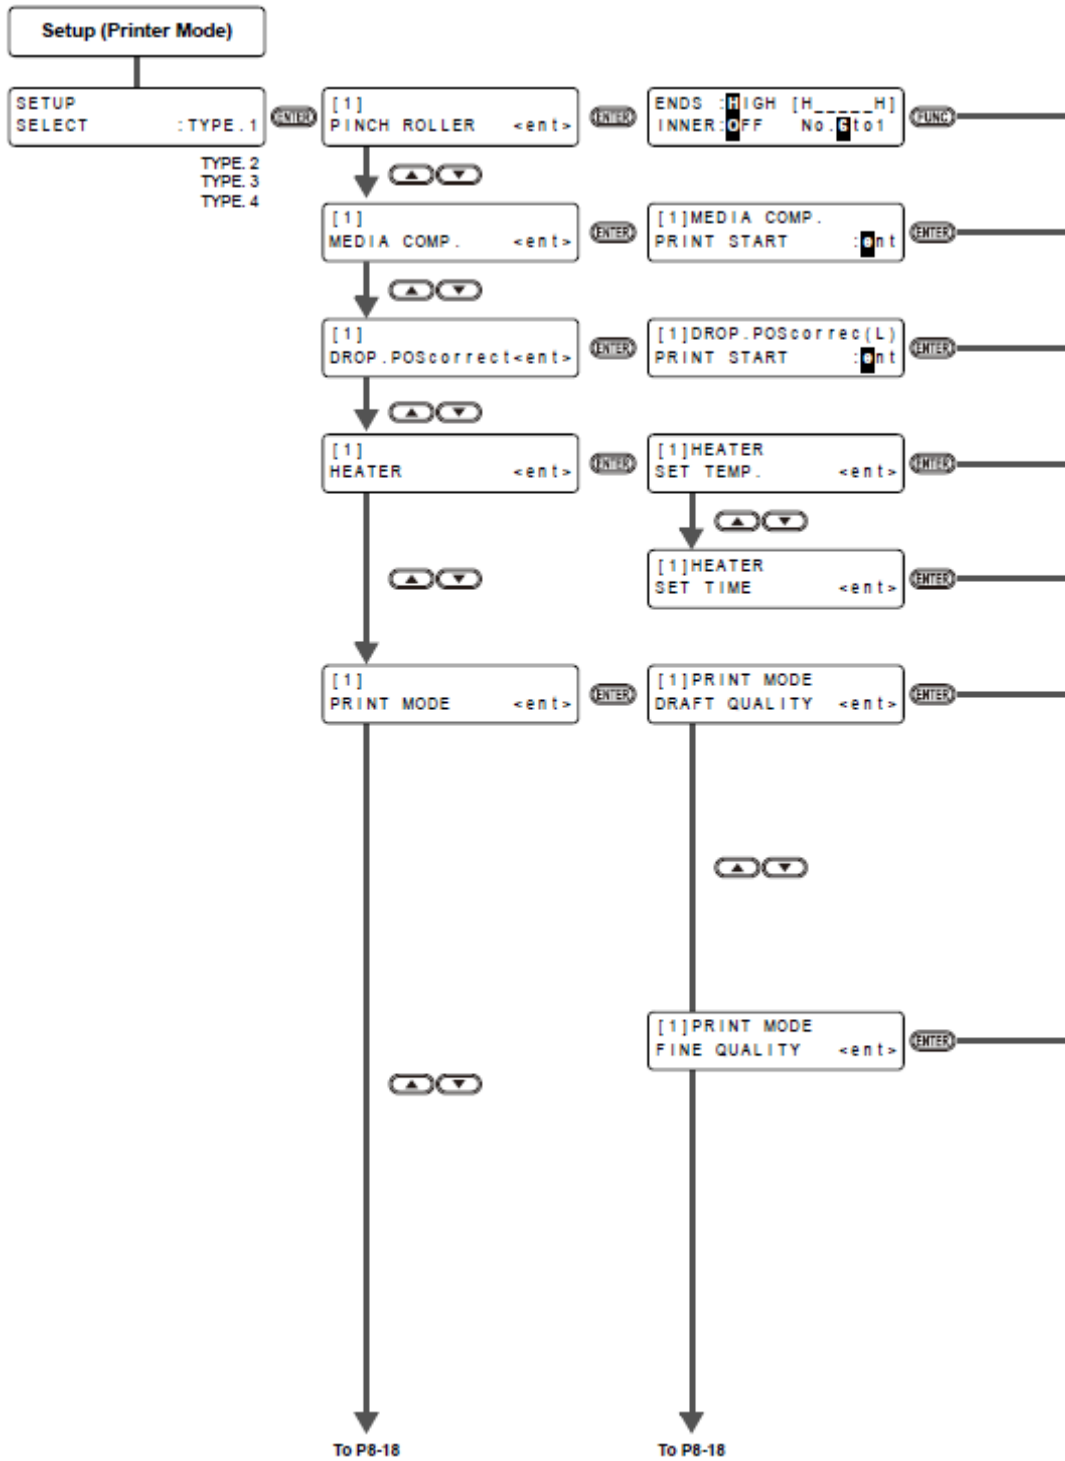 Setup (Printer Mode)
SETUP
SELECT :TYPE.1
TYPE. 2
TYPE. 3
TYPE. 4
ENTER
[1]
PINCH ROLLER <ent>
ENTER
ENDS :HIGH [H_____H]
INNER:OFF No.6to1
FUNC
[1]
MEDIA COMP. <ent>
ENTER
[1]MEDIA COMP.
PRINT START :ent
ENTER
[1]
DROP.POScorrect<ent>
ENTER
[1]DROP.POScorrec(L)
PRINT START :ent
ENTER
[1]
HEATER <ent>
ENTER
[1]HEATER
SET TEMP. <ent>
ENTER
[1]HEATER
SET TIME <ent>
ENTER
[1]
PRINT MODE <ent>
ENTER
[1]PRINT MODE
DRAFT QUALITY <ent>
ENTER
[1]PRINT MODE
FINE QUALITY <ent>
ENTER
To P8-18
To P8-18